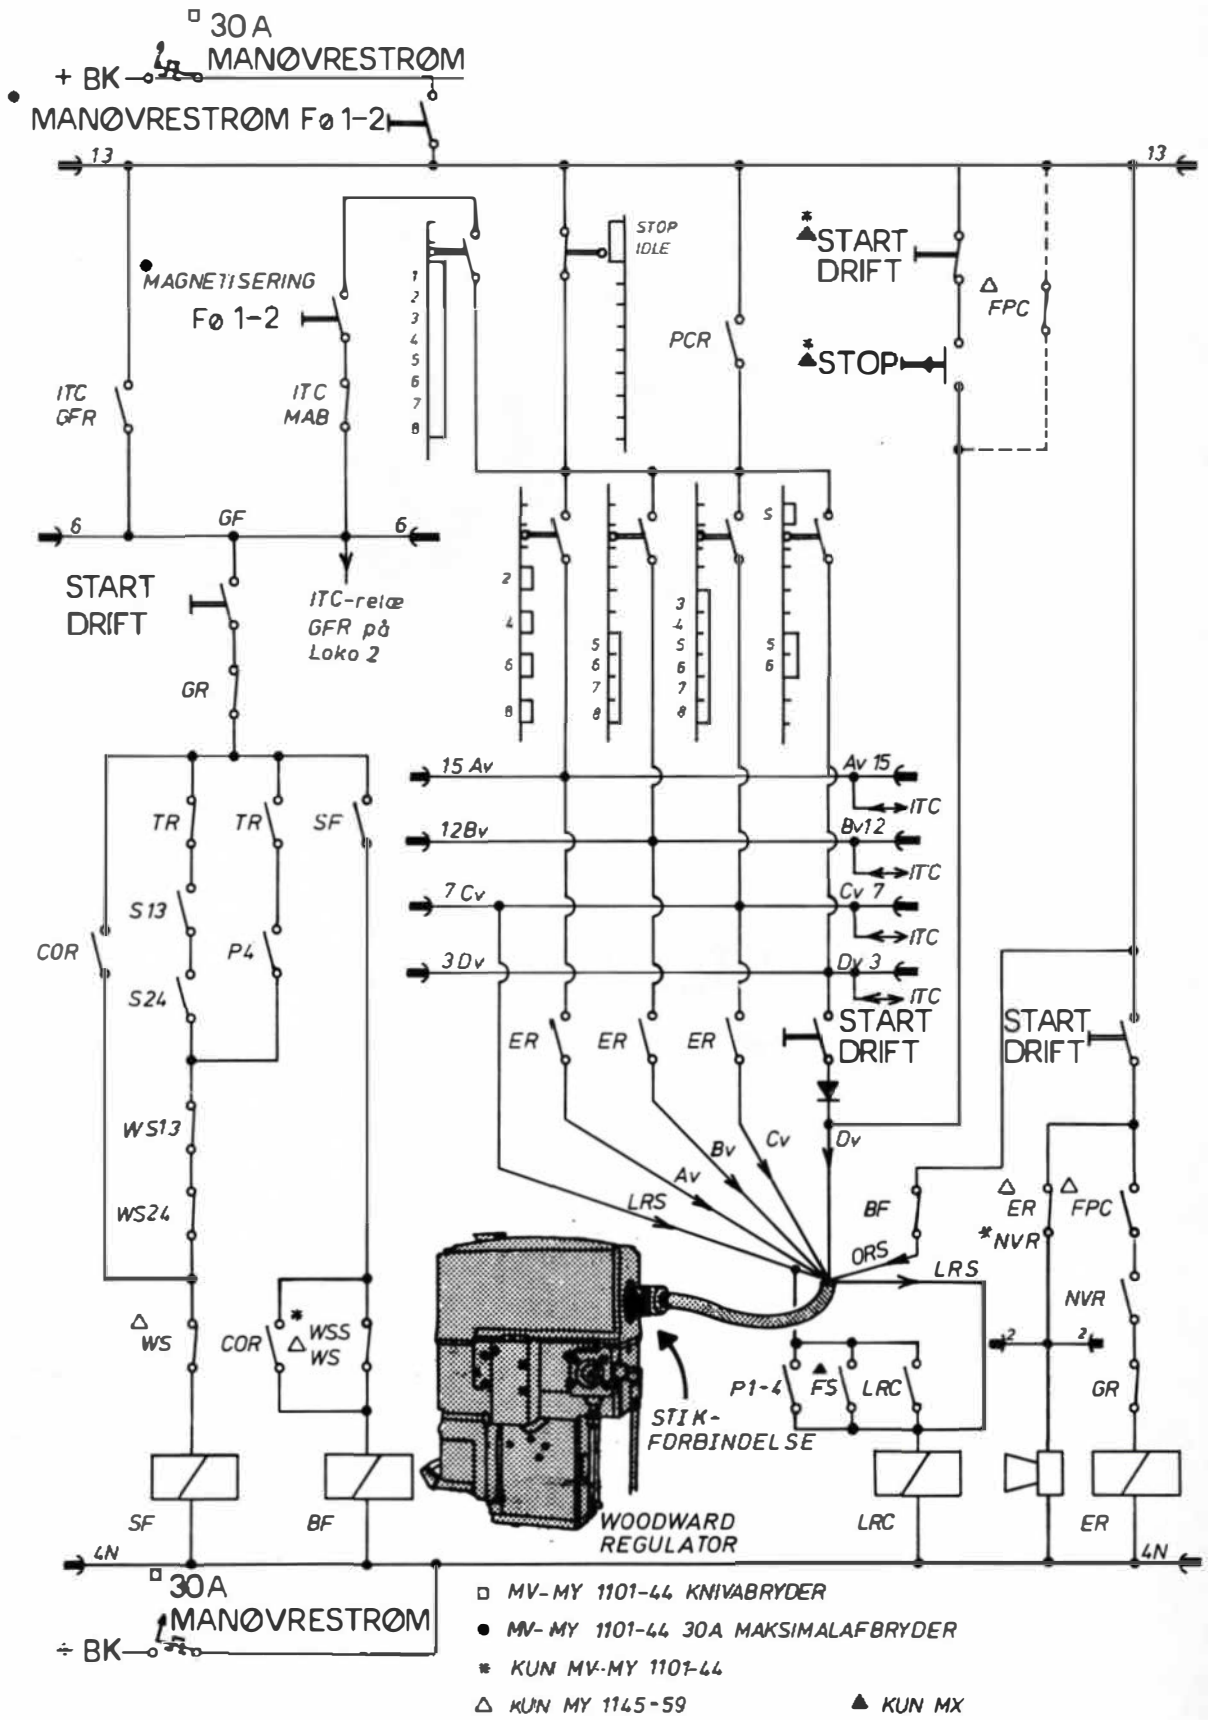 30A
MANØVRESTRØM
+ BK
MANØVRESTRØM FØ 1-2
13
13
STOP
IDLE
START
DRIFT
FPC
STOP
MAGNETISERING
FØ 1-2
1
2
3
4
5
6
7
8
PCR
ITC
GFR
ITC
MAB
6
GF
6
START
DRIFT
ITC-relæ
GFR på
Loko 2
GR
2
4
6
8
5
6
7
8
3
4
5
6
7
8
S
5
6
15 Av
Av 15
ITC
12 Bv
Bv 12
ITC
7 Cv
Cv 7
ITC
3 Dv
Dv 3
ITC
TR
TR
SF
S13
COR
P4
S24
ER
ER
ER
START
DRIFT
START
DRIFT
WS13
WS24
Av
Bv
Cv
Dv
LRS
BF
ORS
LRS
ER
*NVR
FPC
NVR
2
2
GR
WS
COR
* WSS
WS
P1-4
FS
LRC
STIK-
FORBINDELSE
SF
BF
WOODWARD
REGULATOR
LRC
ER
4N
4N
30A
MANØVRESTRØM
÷ BK
□ MV-MY 1101-44 KNIVABRYDER
● MV-MY 1101-44 30A MAKSIMALAFBRYDER
* KUN MV-MY 1101-44
△ KUN MY 1145-59
▲ KUN MX